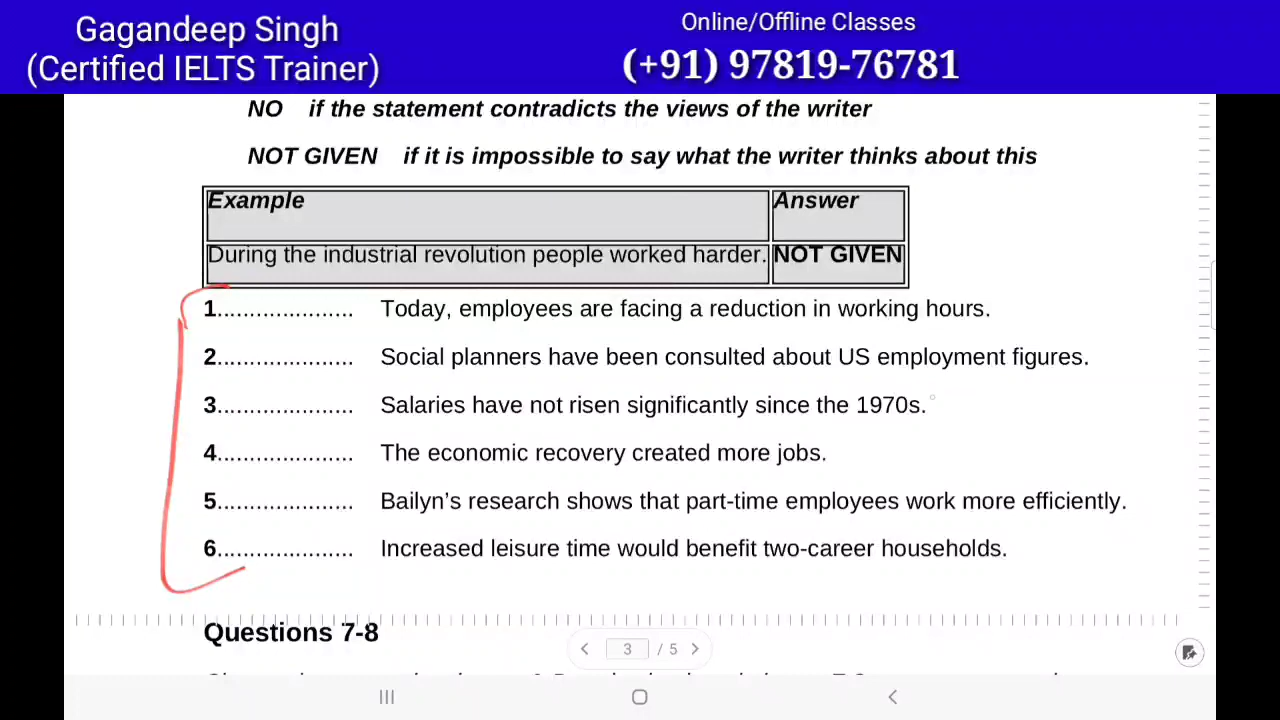 Gagandeep Singh
(Certified IELTS Trainer)
Online/Offline Classes
(+91) 97819-76781
NO if the statement contradicts the views of the writer
NOT GIVEN if it is impossible to say what the writer thinks about this
Example Answer
During the industrial revolution people worked harder. NOT GIVEN
1..................... Today, employees are facing a reduction in working hours.
2..................... Social planners have been consulted about US employment figures.
3..................... Salaries have not risen significantly since the 1970s.
4..................... The economic recovery created more jobs.
5..................... Bailyn’s research shows that part-time employees work more efficiently.
6..................... Increased leisure time would benefit two-career households.
Questions 7-8
3 / 5